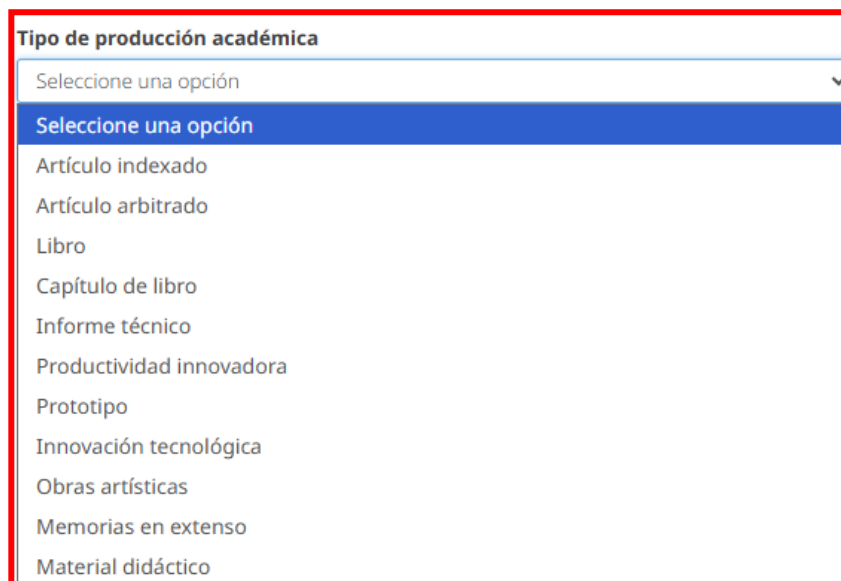 Tipo de producción académica
Seleccione una opción
Seleccione una opción
Artículo indexado
Artículo arbitrado
Libro
Capítulo de libro
Informe técnico
Productividad innovadora
Prototipo
Innovación tecnológica
Obras artísticas
Memorias en extenso
Material didáctico